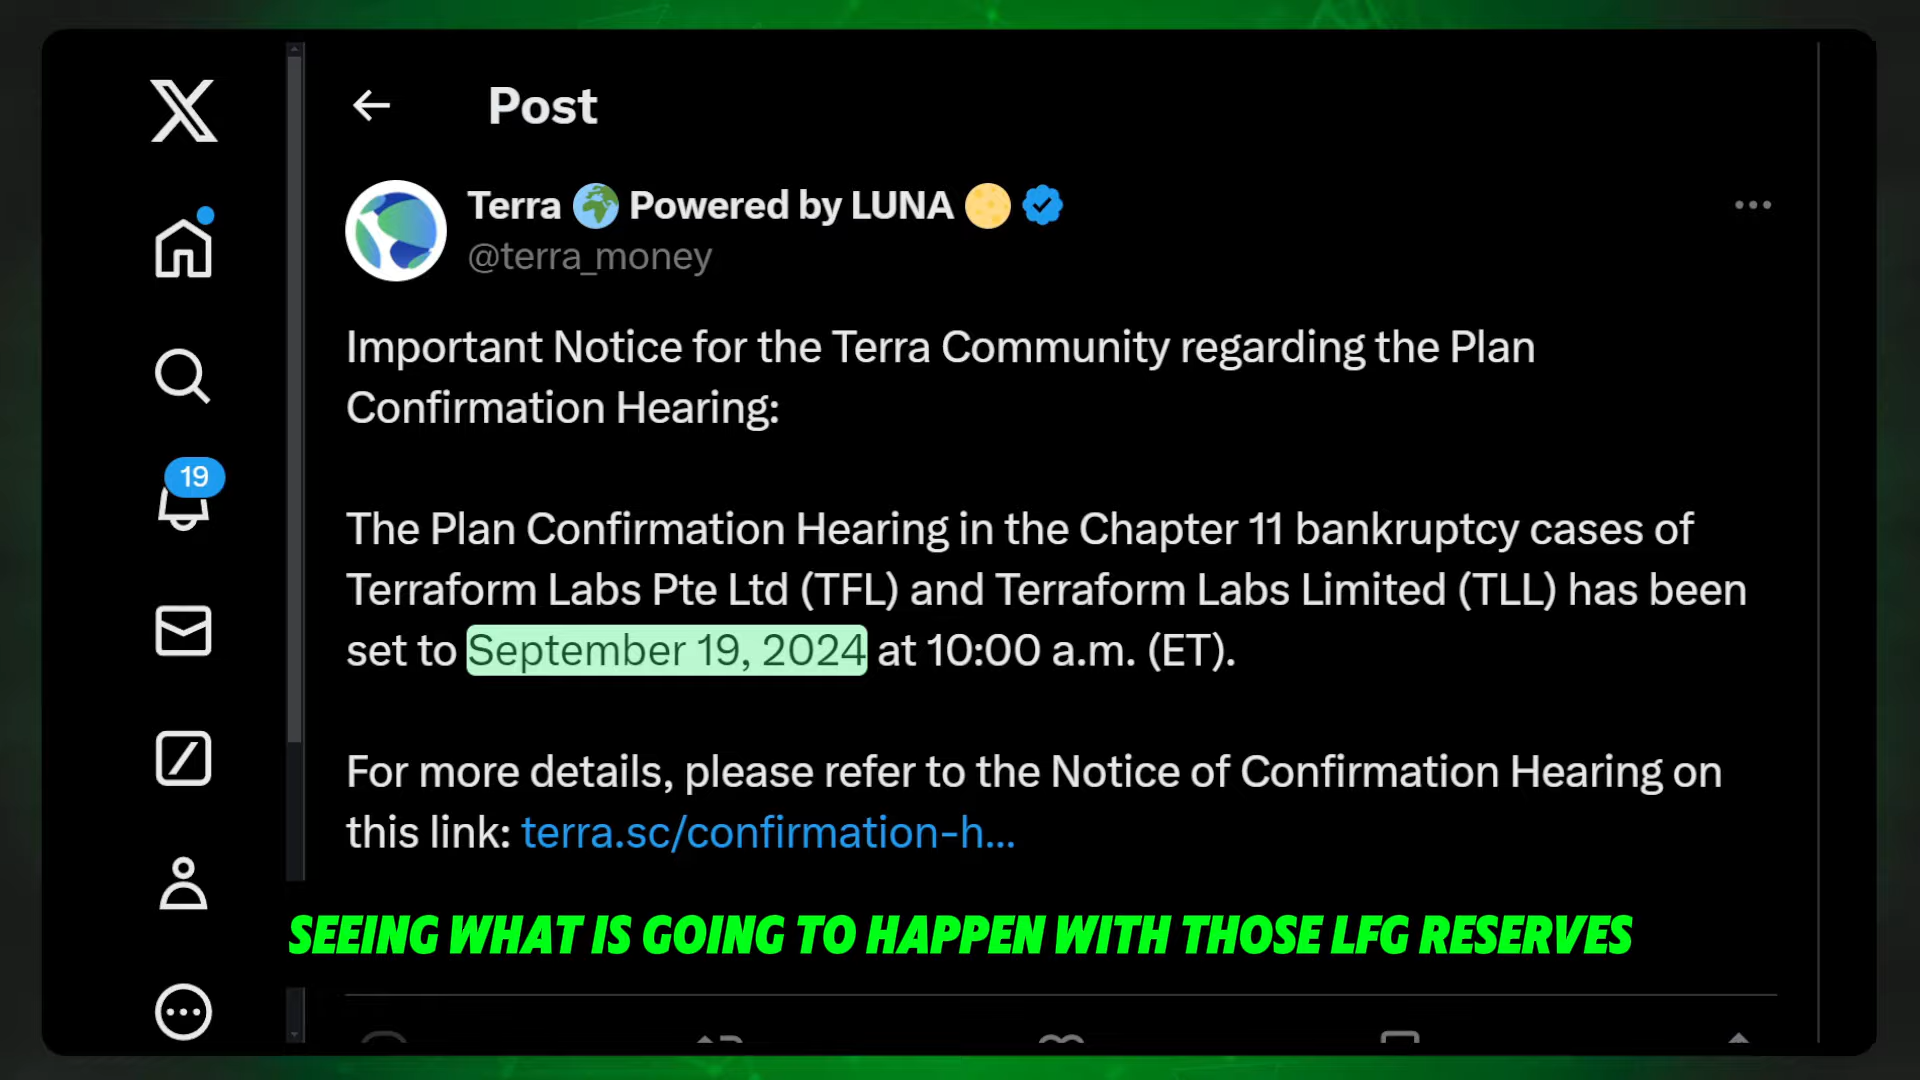 Post
Terra 🌍 Powered by LUNA 🌕
@terra_money
Important Notice for the Terra Community regarding the Plan
Confirmation Hearing:
The Plan Confirmation Hearing in the Chapter 11 bankruptcy cases of
Terraform Labs Pte Ltd (TFL) and Terraform Labs Limited (TLL) has been
set to September 19, 2024 at 10:00 a.m. (ET).
For more details, please refer to the Notice of Confirmation Hearing on
this link: terra.sc/confirmation-h...
19
SEEING WHAT IS GOING TO HAPPEN WITH THOSE LFG RESERVES